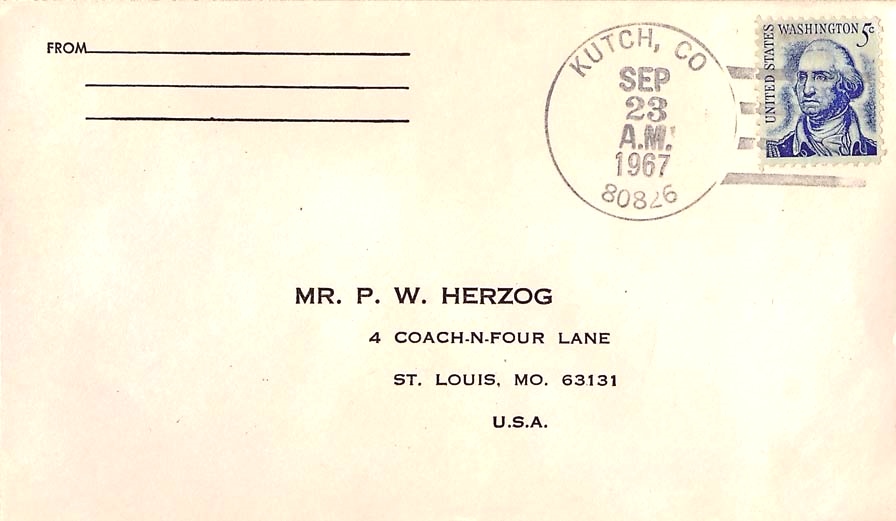 FROM
KUTCH, CO
SEP
23
A.M.
1967
80826
UNITED STATES
WASHINGTON 5c
MR. P. W. HERZOG
4 COACH-N-FOUR LANE
ST. LOUIS, MO. 63131
U.S.A.